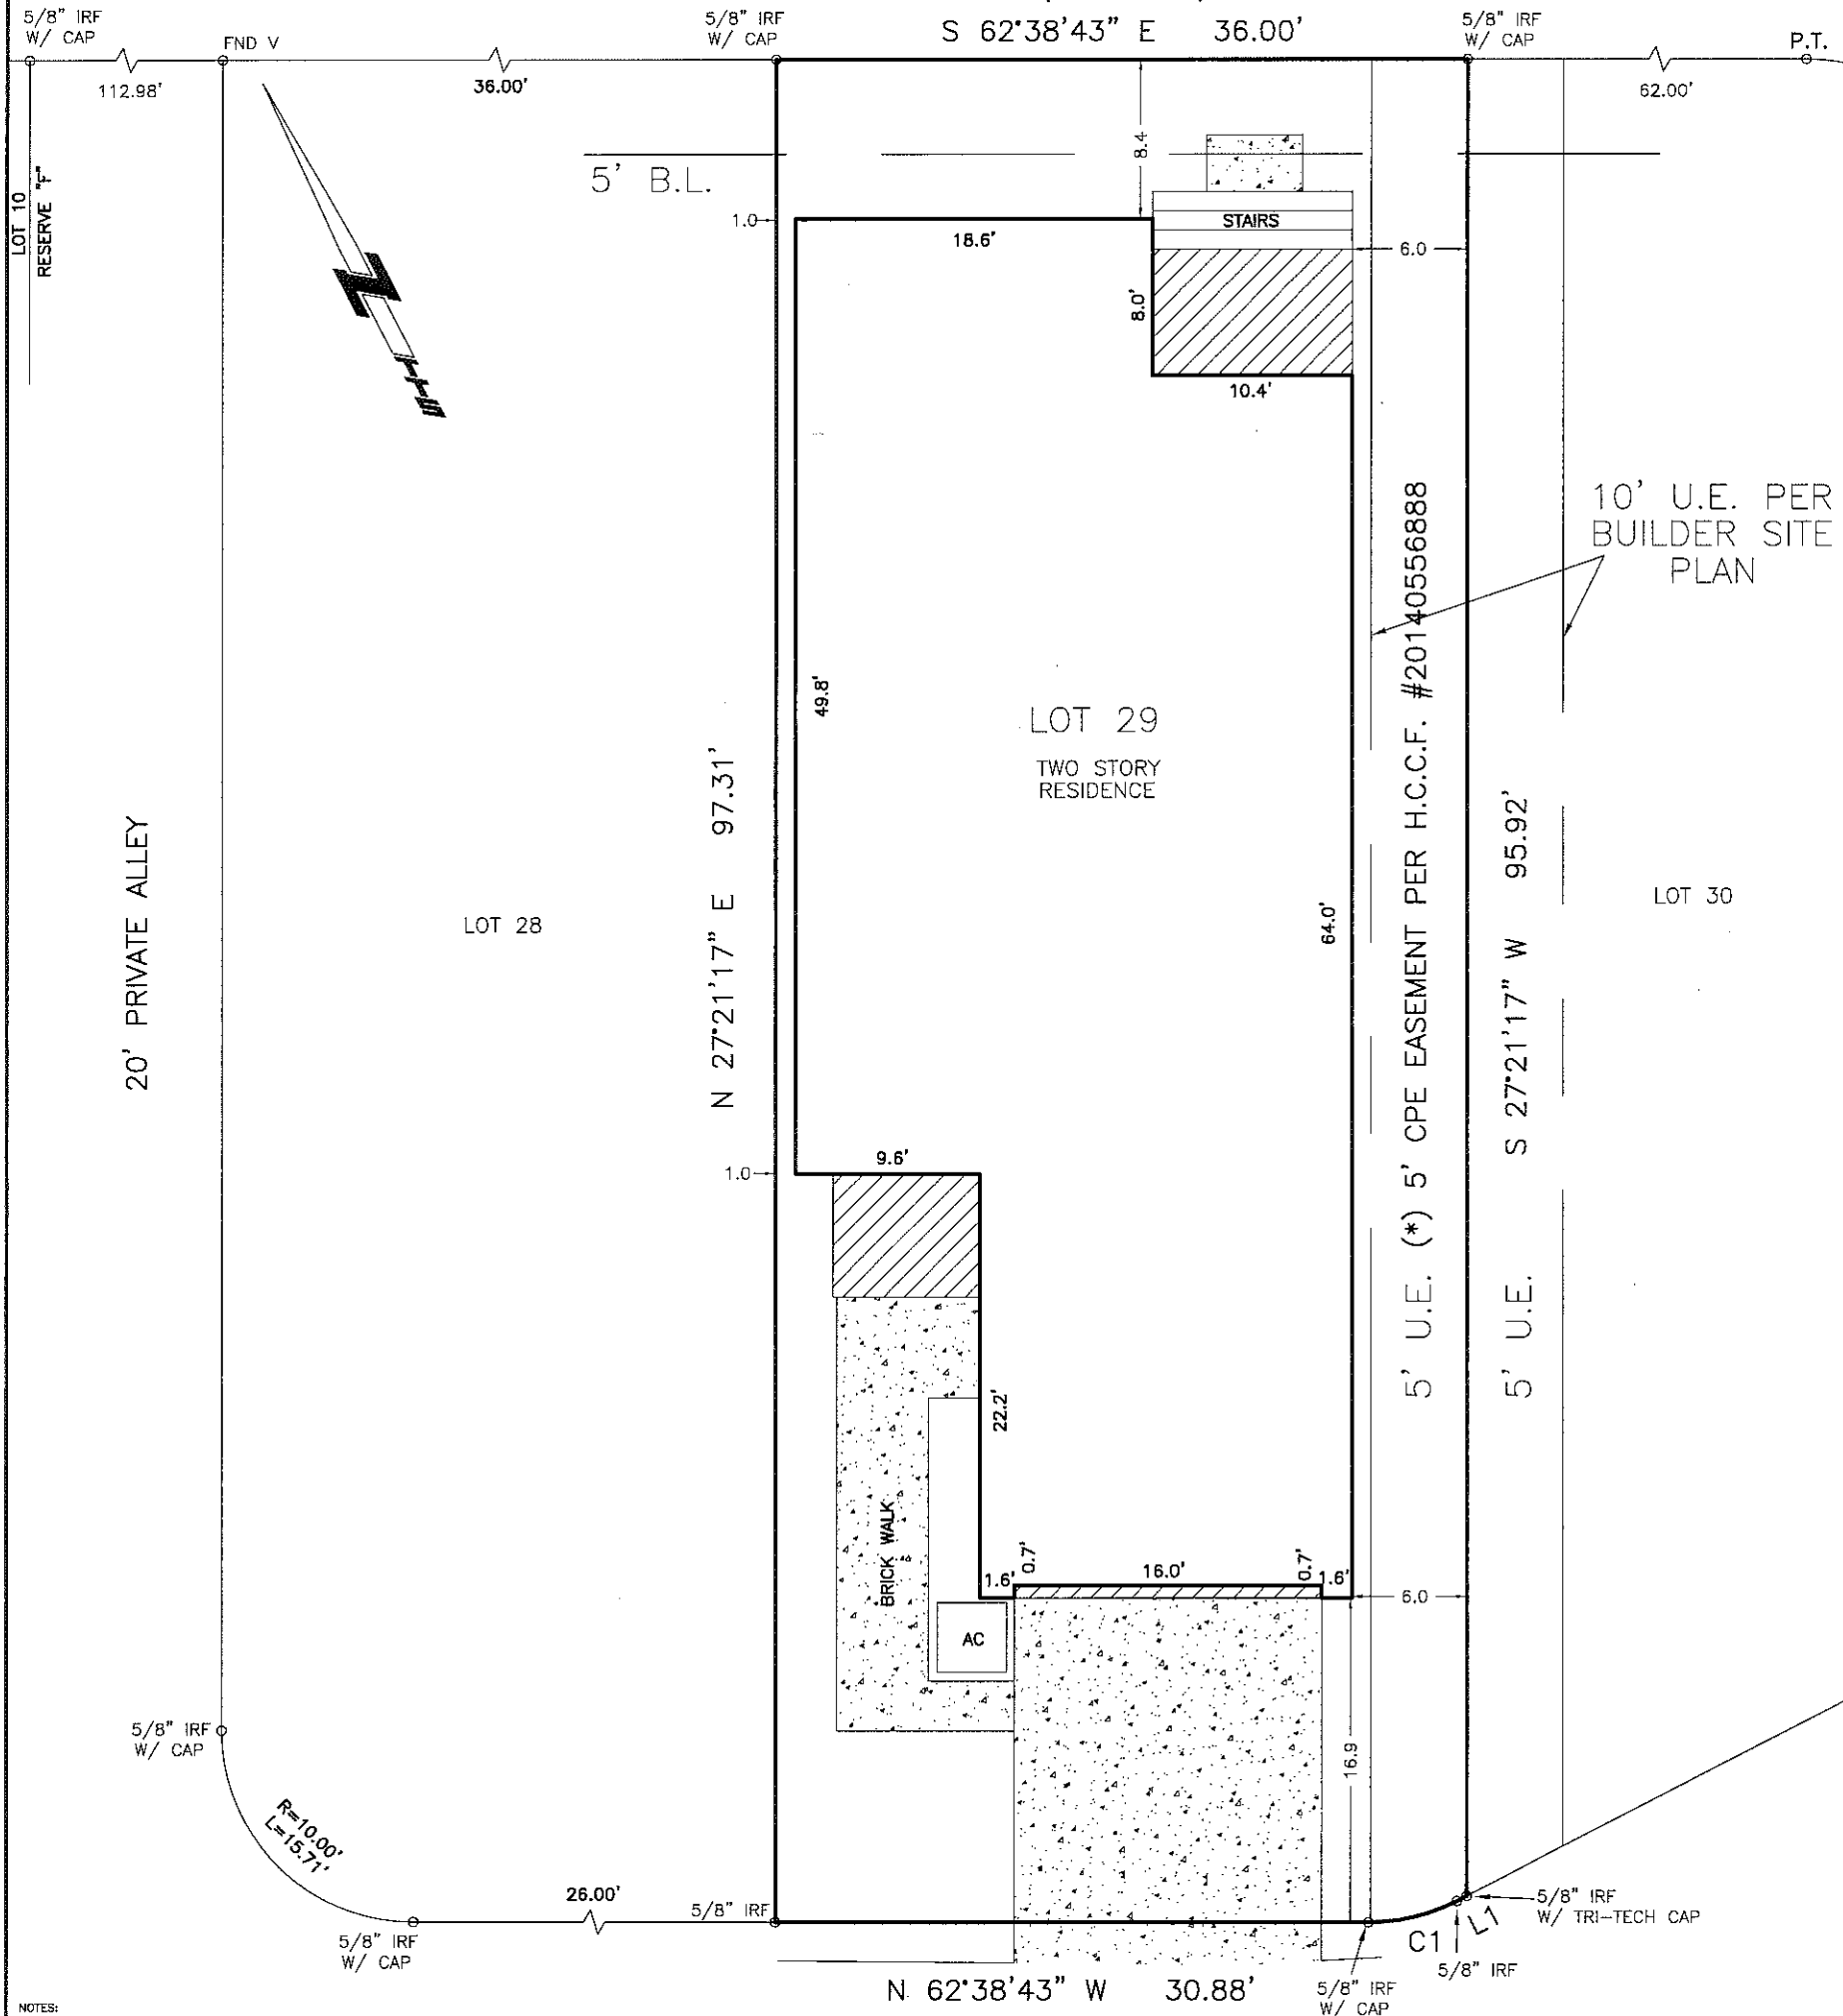 5/8" IRF
W/ CAP
FND V
5/8" IRF
W/ CAP
S 62°38'43" E 36.00'
5/8" IRF
W/ CAP
P.T.
112.98'
36.00'
62.00'
LOT 10
RESERVE "F"
5' B.L.
8.4
1.0
18.6'
STAIRS
6.0
8.0'
10.4'
TTS
10' U.E. PER
BUILDER SITE
PLAN
49.8'
LOT 29
TWO STORY
RESIDENCE
N 27°21'17" E 97.31'
5' U.E. (*) 5' CPE EASEMENT PER H.C.C.F. #20140556888
5' U.E. S 27°21'17" W 95.92'
20' PRIVATE ALLEY
LOT 28
LOT 30
64.0'
1.0
9.6'
22.2'
BRICK WALK
1.6'
0.7'
16.0'
0.7'
1.6'
6.0
AC
16.9
5/8" IRF
W/ CAP
R=10.00'
L=15.71'
26.00'
5/8" IRF
5/8" IRF
W/ CAP
5/8" IRF
W/ TRI-TECH CAP
C1
L1
5/8" IRF
N 62°38'43" W 30.88'
5/8" IRF
W/ CAP
NOTES: